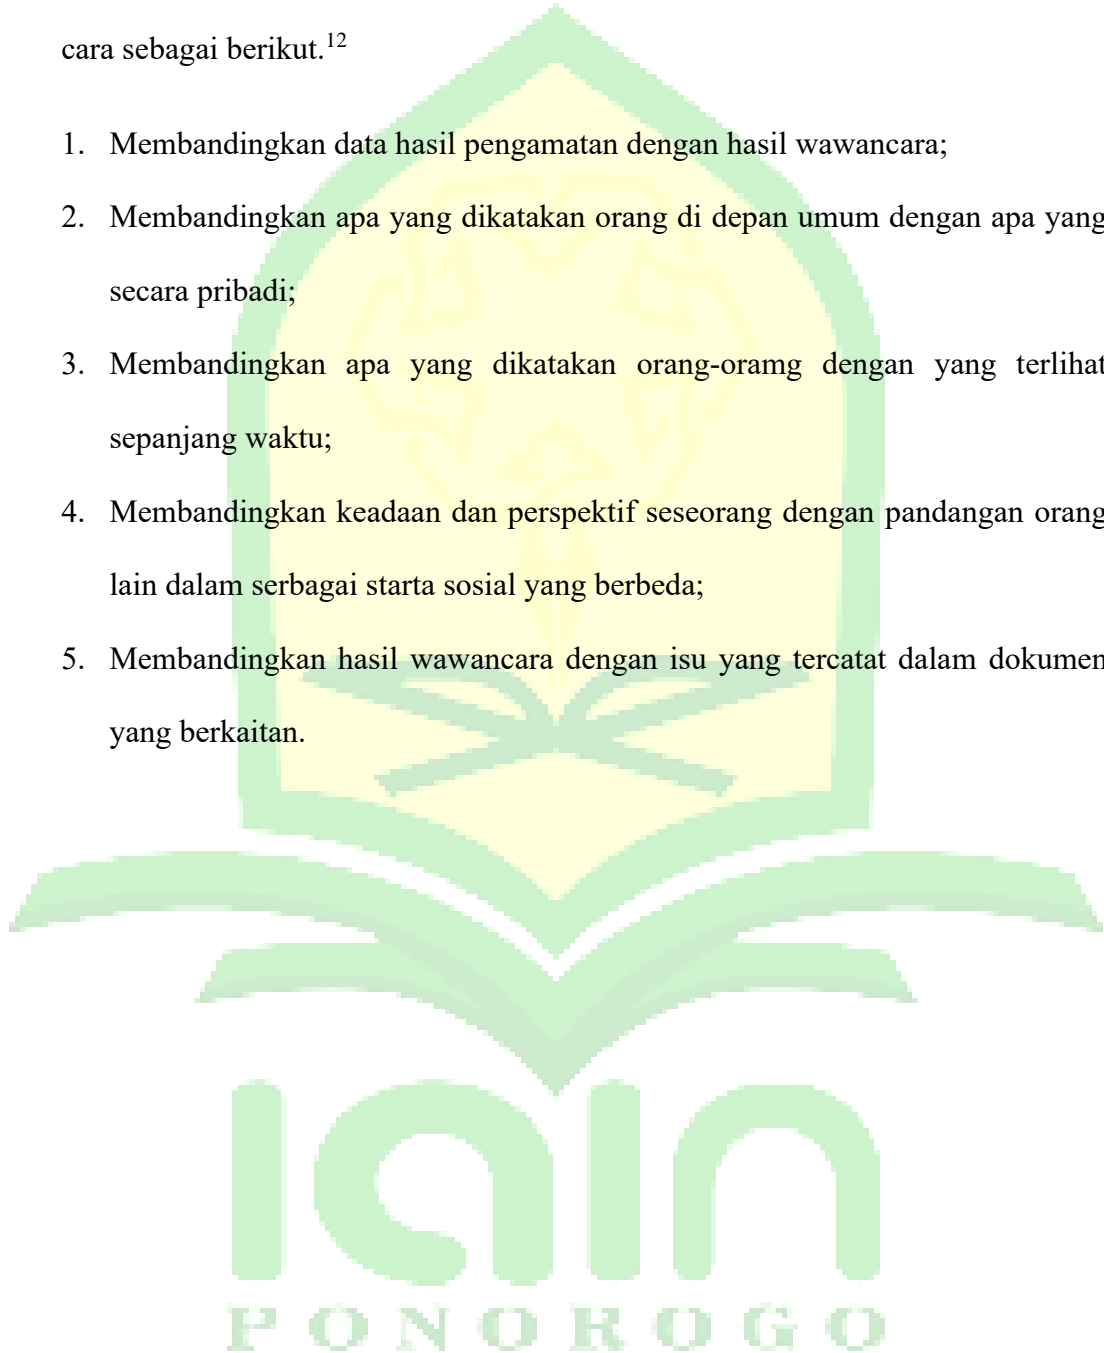 cara sebagai berikut.12
1. Membandingkan data hasil pengamatan dengan hasil wawancara;
2. Membandingkan apa yang dikatakan orang di depan umum dengan apa yang
secara pribadi;
3. Membandingkan apa yang dikatakan orang-oramg dengan yang terlihat
sepanjang waktu;
4. Membandingkan keadaan dan perspektif seseorang dengan pandangan orang
lain dalam serbagai starta sosial yang berbeda;
5. Membandingkan hasil wawancara dengan isu yang tercatat dalam dokumen
yang berkaitan.
iain
PONOROGO